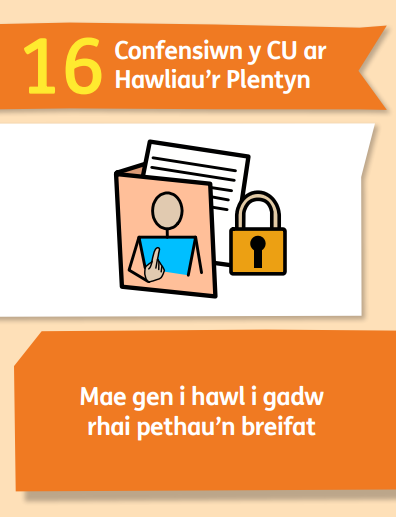 16
Confensiwn y CU ar
Hawliau’r Plentyn
Mae gen i hawl i gadw
rhai pethau’n breifat